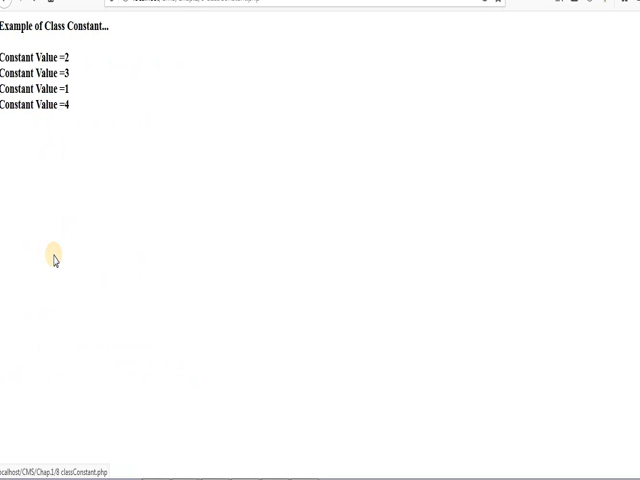 Example of Class Constant...
Constant Value =2
Constant Value =3
Constant Value =1
Constant Value =4
ocalhost/CMS/Chap.1/8 classConstant.php